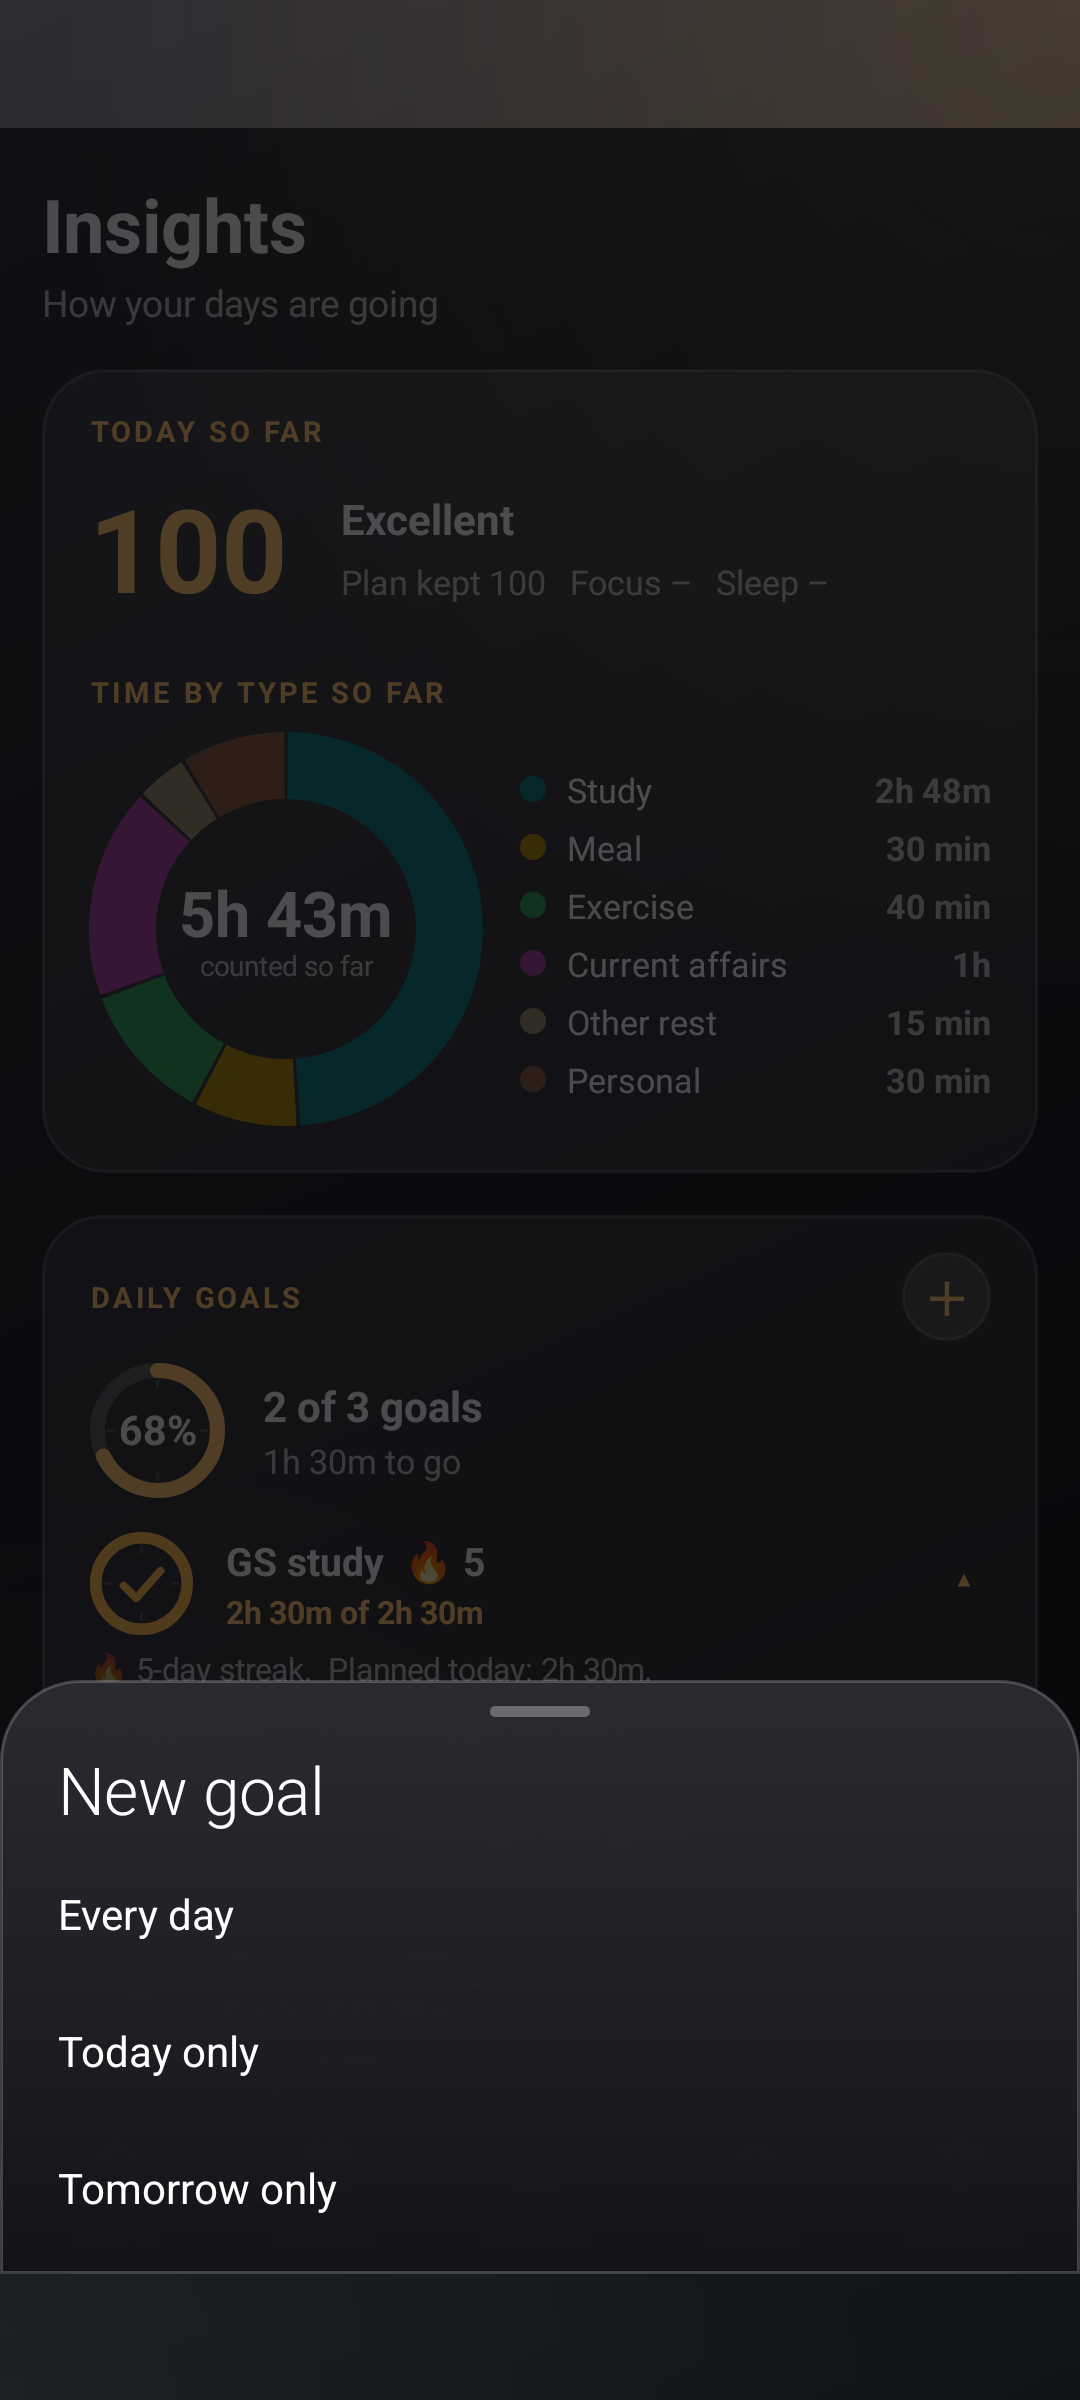 Insights
How your days are going
TODAY SO FAR
100
Excellent
Plan kept 100 Focus – Sleep –
TIME BY TYPE SO FAR
5h 43m
counted so far
Study 2h 48m
Meal 30 min
Exercise 40 min
Current affairs 1h
Other rest 15 min
Personal 30 min
DAILY GOALS
+
68%
2 of 3 goals
1h 30m to go
GS study 🔥 5
2h 30m of 2h 30m
🔥 5-day streak. Planned today: 2h 30m.
New goal
Every day
Today only
Tomorrow only